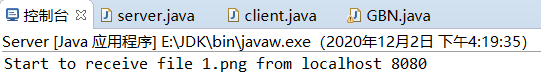 控制台 server.java client.java GBN.java
Server [Java 应用程序] E:\JDK\bin\javaw.exe（2020年12月2日 下午4:19:35）
Start to receive file 1.png from localhost 8080